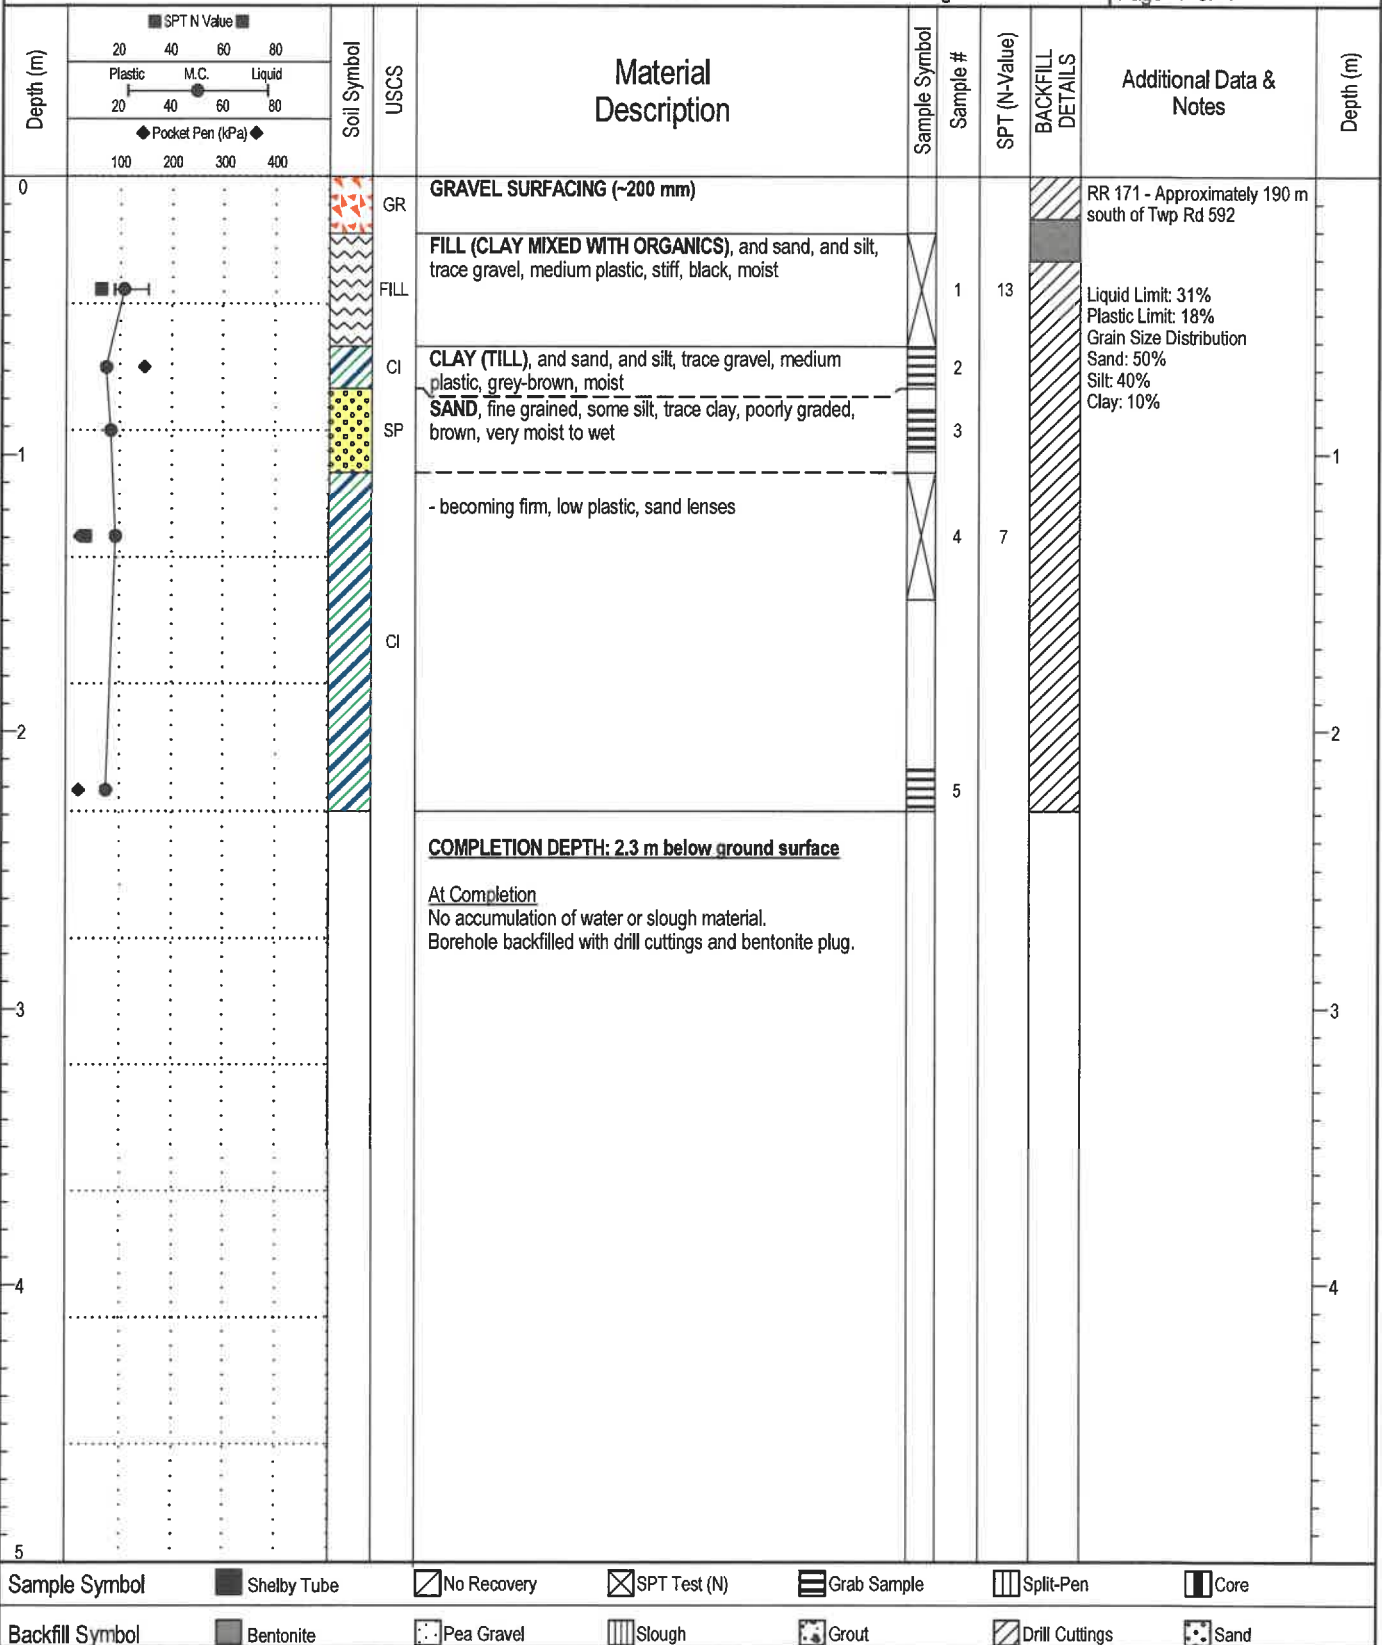 SPT N Value
20 40 60 80
Plastic M.C. Liquid
20 40 60 80
Pocket Pen (kPa)
100 200 300 400
Depth (m)
Soil Symbol
USCS
Material
Description
Sample Symbol
Sample #
SPT (N-Value)
BACKFILL
DETAILS
Additional Data &
Notes
Depth (m)
0
GR
GRAVEL SURFACING (~200 mm)
RR 171 - Approximately 190 m
south of Twp Rd 592
FILL
FILL (CLAY MIXED WITH ORGANICS), and sand, and silt,
trace gravel, medium plastic, stiff, black, moist
1 13
Liquid Limit: 31%
Plastic Limit: 18%
Grain Size Distribution
Sand: 50%
Silt: 40%
Clay: 10%
CI
CLAY (TILL), and sand, and silt, trace gravel, medium
plastic, grey-brown, moist
2
SP
SAND, fine grained, some silt, trace clay, poorly graded,
brown, very moist to wet
3
1 1
- becoming firm, low plastic, sand lenses
4 7
CI
2 2
5
COMPLETION DEPTH: 2.3 m below ground surface
At Completion
No accumulation of water or slough material.
Borehole backfilled with drill cuttings and bentonite plug.
3 3
4 4
5
Sample Symbol Shelby Tube No Recovery SPT Test (N) Grab Sample Split-Pen Core
Backfill Symbol Bentonite Pea Gravel Slough Grout Drill Cuttings Sand